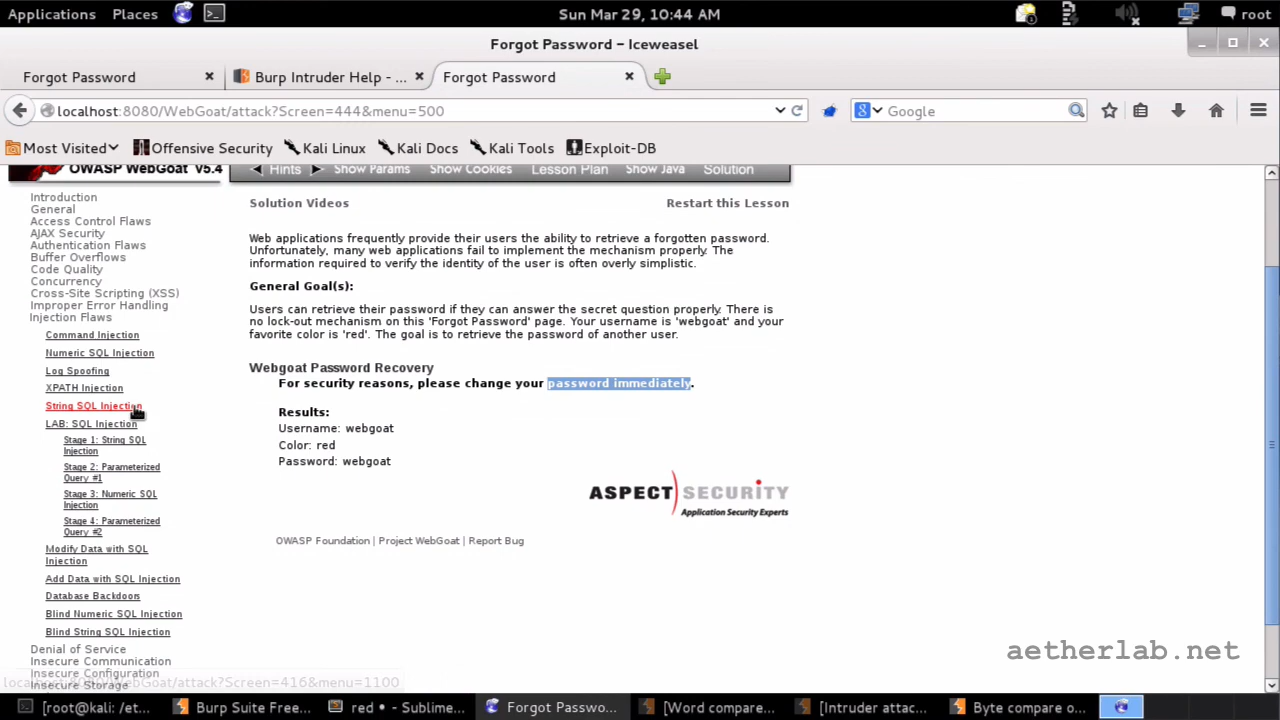 Applications Places Sun Mar 29, 10:44 AM root
Forgot Password - Iceweasel
Forgot Password Burp Intruder Help - ... Forgot Password
localhost:8080/WebGoat/attack?Screen=444&menu=500 Google
Most Visited Offensive Security Kali Linux Kali Docs Kali Tools Exploit-DB
OWASP WebGoat V5.4 Hints Show Params Show Cookies Lesson Plan Show Java Solution
Introduction
General
Access Control Flaws
AJAX Security
Authentication Flaws
Buffer Overflows
Code Quality
Concurrency
Cross-Site Scripting (XSS)
Improper Error Handling
Injection Flaws
Command Injection
Numeric SQL Injection
Log Spoofing
XPATH Injection
String SQL Injection
LAB: SQL Injection
Stage 1: String SQL
Injection
Stage 2: Parameterized
Query #1
Stage 3: Numeric SQL
Injection
Stage 4: Parameterized
Query #2
Modify Data with SQL
Injection
Add Data with SQL Injection
Database Backdoors
Blind Numeric SQL Injection
Blind String SQL Injection
Denial of Service
Insecure Communication
Insecure Configuration
Insecure Storage
Solution Videos Restart this Lesson
Web applications frequently provide their users the ability to retrieve a forgotten password.
Unfortunately, many web applications fail to implement the mechanism properly. The
information required to verify the identity of the user is often overly simplistic.
General Goal(s):
Users can retrieve their password if they can answer the secret question properly. There is
no lock-out mechanism on this 'Forgot Password' page. Your username is 'webgoat' and your
favorite color is 'red'. The goal is to retrieve the password of another user.
Webgoat Password Recovery
For security reasons, please change your password immediately.
Results:
Username: webgoat
Color: red
Password: webgoat
ASPECT SECURITY
Application Security Experts
OWASP Foundation | Project WebGoat | Report Bug
aetherlab.net
localhost:8080/WebGoat/attack?Screen=416&menu=1100
[root@kali: /et... Burp Suite Free... red • - Sublime... Forgot Passwo... [Word compare... [Intruder attac... Byte compare o...